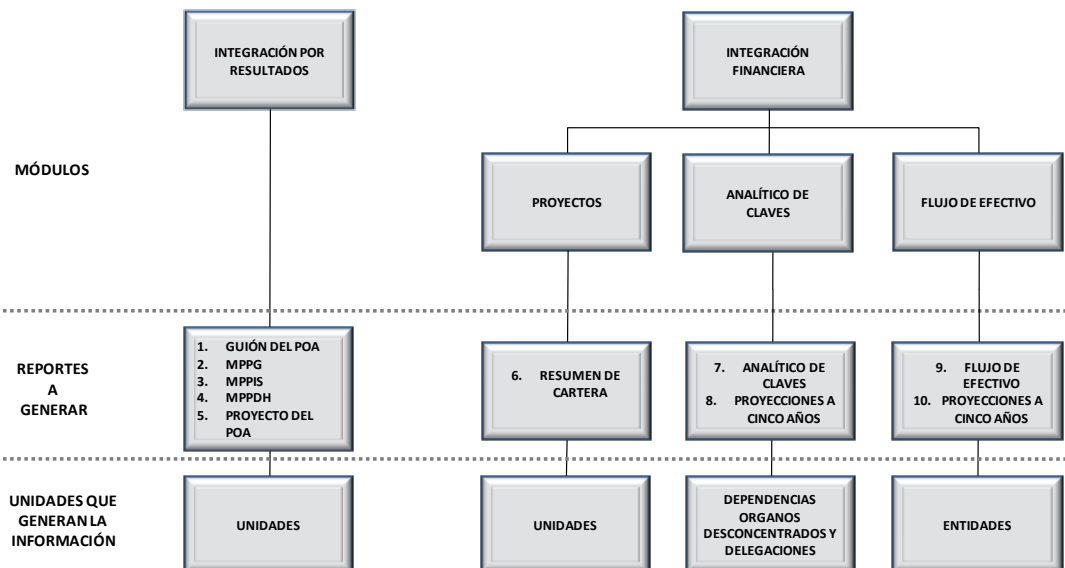 INTEGRACIÓN POR
RESULTADOS
INTEGRACIÓN
FINANCIERA
MÓDULOS
PROYECTOS
ANALÍTICO DE
CLAVES
FLUJO DE EFECTIVO
REPORTES
A
GENERAR
1. GUIÓN DEL POA
2. MPPG
3. MPPIS
4. MPPDH
5. PROYECTO DEL
POA
6. RESUMEN DE
CARTERA
7. ANALÍTICO DE
CLAVES
8. PROYECCIONES A
CINCO AÑOS
9. FLUJO DE
EFECTIVO
10. PROYECCIONES A
CINCO AÑOS
UNIDADES QUE
GENERAN LA
INFORMACIÓN
UNIDADES
UNIDADES
DEPENDENCIAS
ORGANOS
DESCONCENTRADOS Y
DELEGACIONES
ENTIDADES